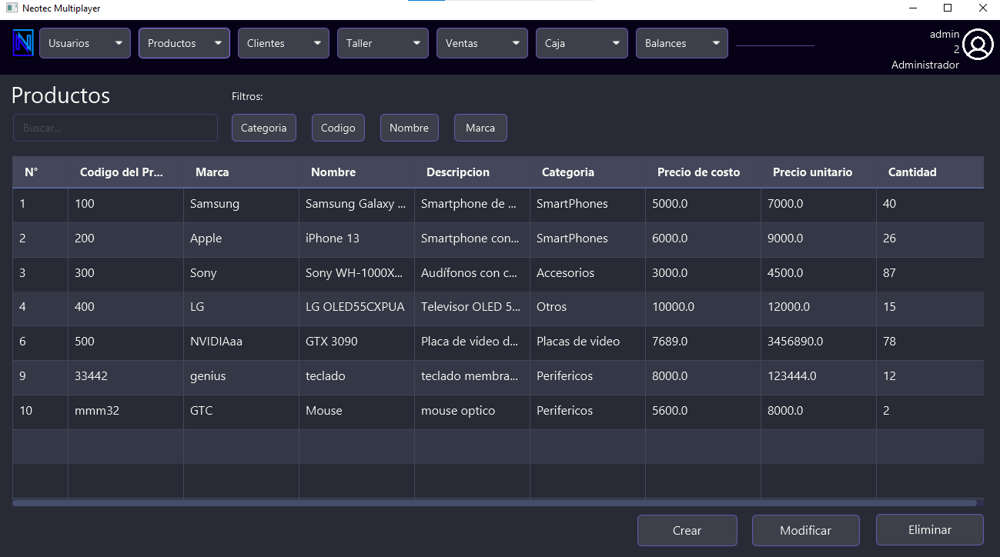 Neotec Multiplayer
Usuarios Productos Clientes Taller Ventas Caja Balances
admin
2
Administrador
Productos
Filtros:
Buscar... Categoria Codigo Nombre Marca
N° Codigo del Pr... Marca Nombre Descripcion Categoria Precio de costo Precio unitario Cantidad
1 100 Samsung Samsung Galaxy ... Smartphone de ... SmartPhones 5000.0 7000.0 40
2 200 Apple iPhone 13 Smartphone con... SmartPhones 6000.0 9000.0 26
3 300 Sony Sony WH-1000X... Audífonos con c... Accesorios 3000.0 4500.0 87
4 400 LG LG OLED55CXPUA Televisor OLED 5... Otros 10000.0 12000.0 15
6 500 NVIDIAaa GTX 3090 Placa de video d... Placas de video 7689.0 3456890.0 78
9 33442 genius teclado teclado membra... Perifericos 8000.0 123444.0 12
10 mmm32 GTC Mouse mouse optico Perifericos 5600.0 8000.0 2
Crear Modificar Eliminar